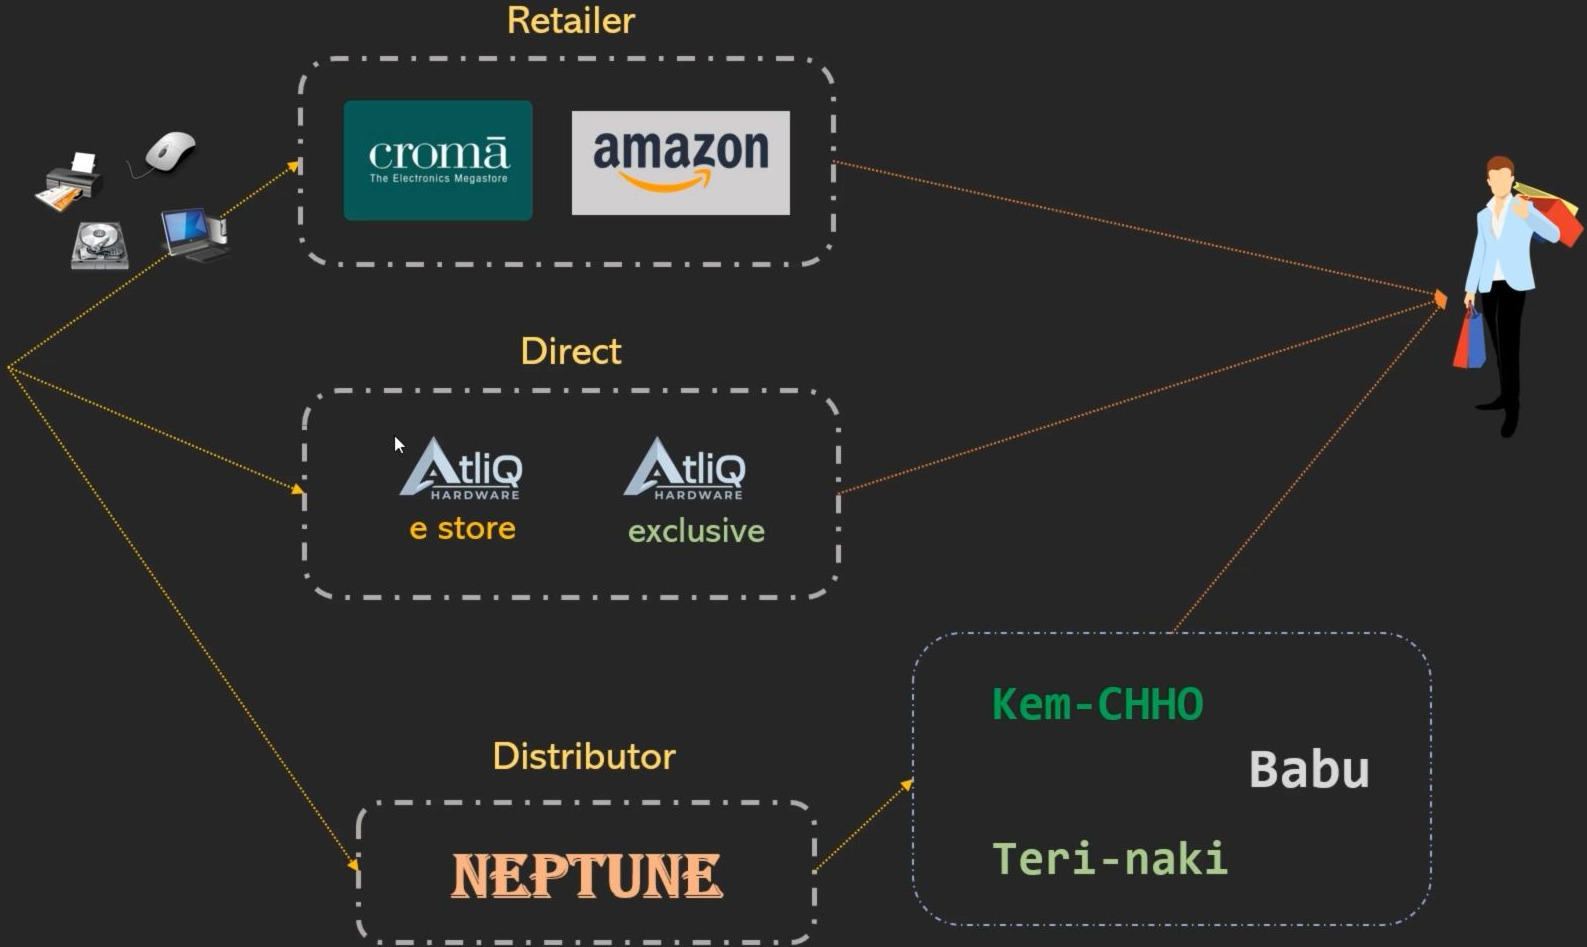 Retailer
cromā
The Electronics Megastore
amazon
Direct
AtliQ
HARDWARE
e store
AtliQ
HARDWARE
exclusive
Distributor
NEPTUNE
Kem-CHHO
Babu
Teri-naki